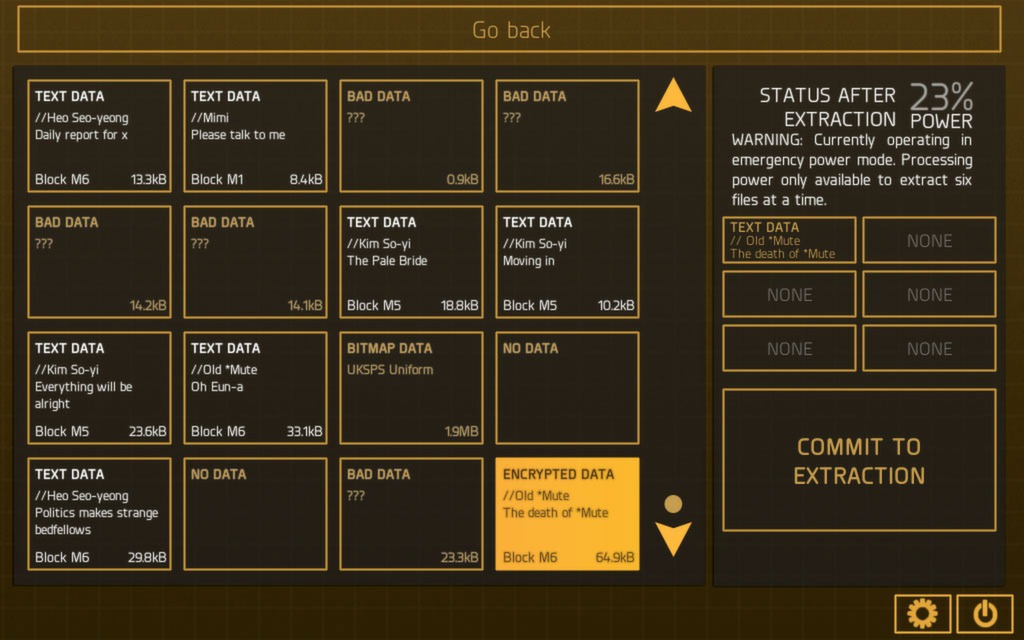 Go back
TEXT DATA
//Heo Seo-yeong
Daily report for x
Block M6 13.3kB
TEXT DATA
//Mimi
Please talk to me
Block M1 8.4kB
BAD DATA
???
0.9kB
BAD DATA
???
16.6kB
BAD DATA
???
14.2kB
BAD DATA
???
14.1kB
TEXT DATA
//Kim So-yi
The Pale Bride
Block M5 18.8kB
TEXT DATA
//Kim So-yi
Moving in
Block M5 10.2kB
TEXT DATA
//Kim So-yi
Everything will be
alright
Block M5 23.6kB
TEXT DATA
//Old *Mute
Oh Eun-a
Block M6 33.1kB
BITMAP DATA
UKSPS Uniform
1.9MB
NO DATA
TEXT DATA
//Heo Seo-yeong
Politics makes strange
bedfellows
Block M6 29.8kB
NO DATA
BAD DATA
???
23.3kB
ENCRYPTED DATA
//Old *Mute
The death of *Mute
Block M6 64.9kB
STATUS AFTER 23%
EXTRACTION POWER
WARNING: Currently operating in
emergency power mode. Processing
power only available to extract six
files at a time.
TEXT DATA
// Old *Mute
The death of *Mute
NONE
NONE
NONE
NONE
NONE
COMMIT TO
EXTRACTION